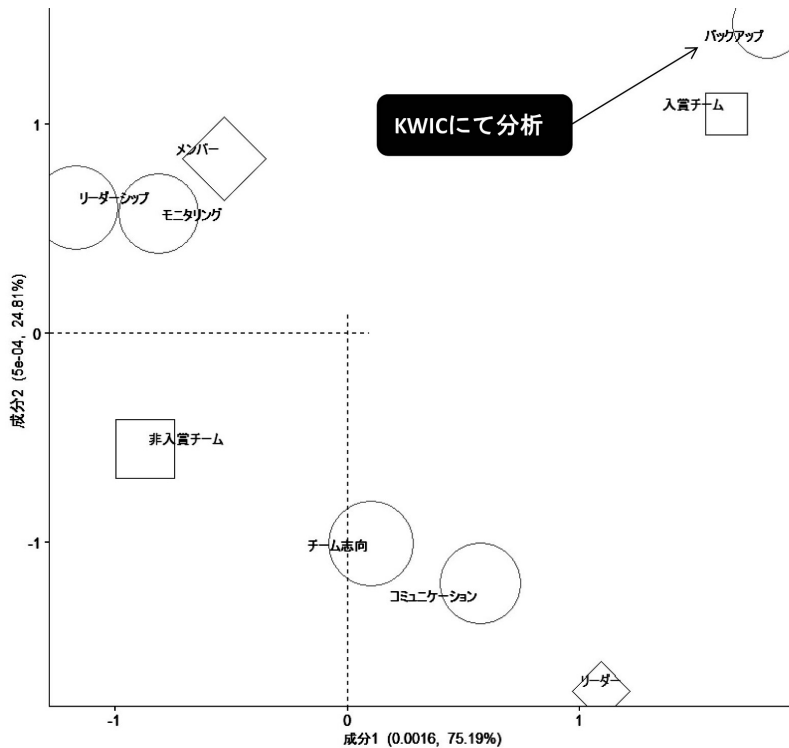 バックアップ
入賞チーム
KWICにて分析
1
メンバー
リーダーシップ
モニタリング
0
非入賞チーム
チーム志向
-1
コミュニケーション
リーダー
成分2 (5e-04, 24.81%)
-1
0
1
成分1 (0.0016, 75.19%)